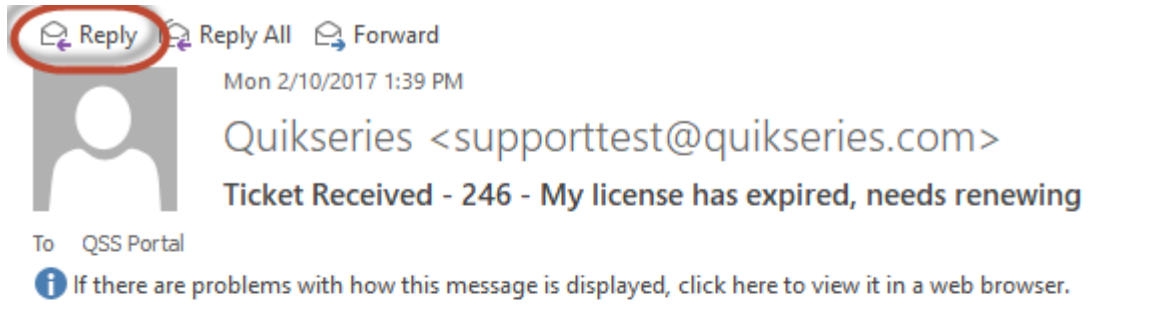 Reply Reply All Forward
Mon 2/10/2017 1:39 PM
Quikseries <supporttest@quikseries.com>
Ticket Received - 246 - My license has expired, needs renewing
To QSS Portal
If there are problems with how this message is displayed, click here to view it in a web browser.